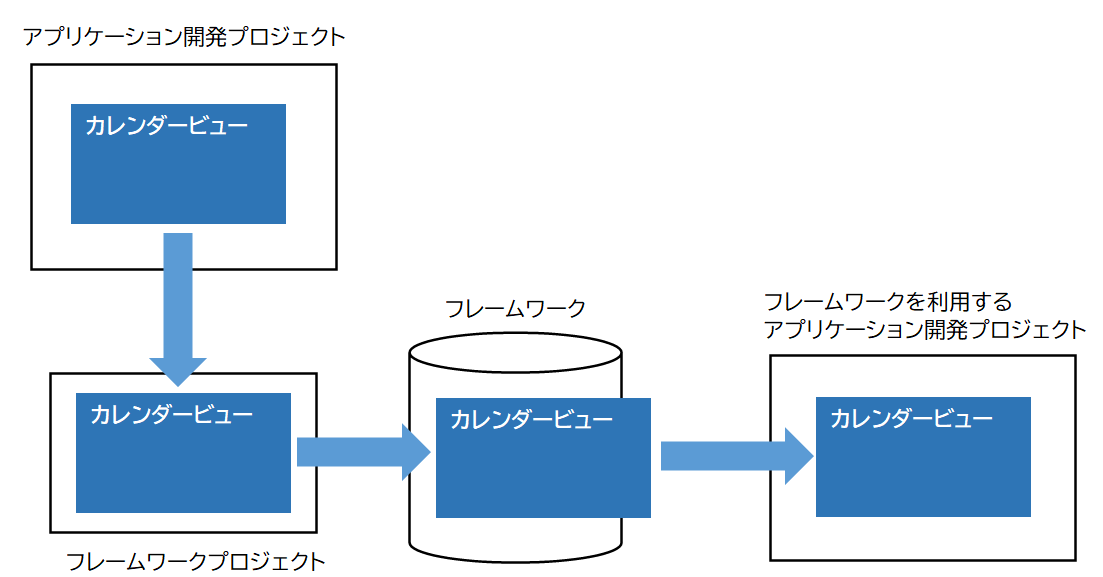 アプリケーション開発プロジェクト
カレンダービュー
カレンダービュー
フレームワークプロジェクト
フレームワーク
カレンダービュー
フレームワークを利用する
アプリケーション開発プロジェクト
カレンダービュー